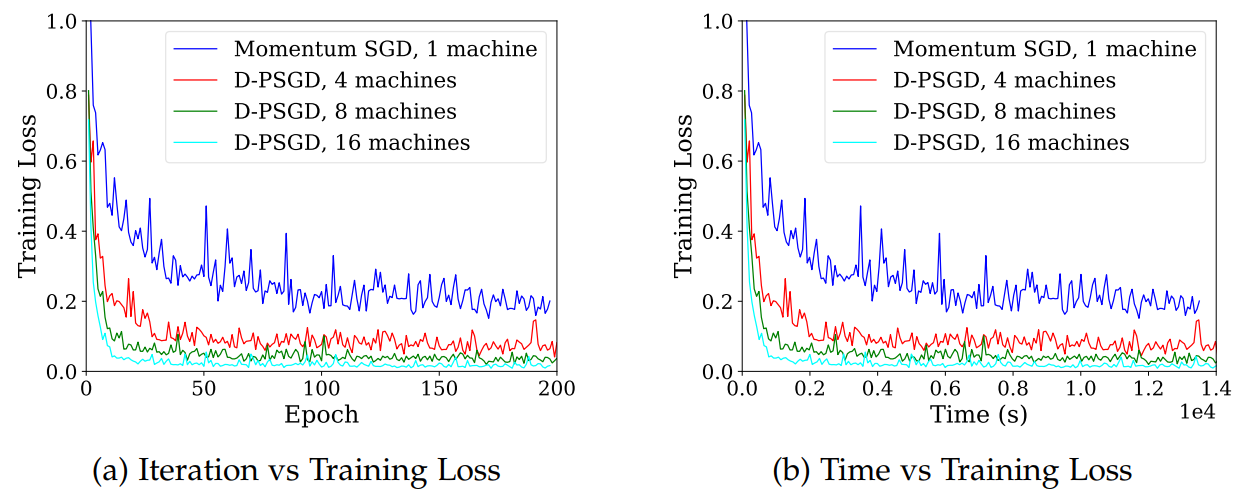 1.0
0.8
0.6
0.4
0.2
0.0
Training Loss
Momentum SGD, 1 machine
D-PSGD, 4 machines
D-PSGD, 8 machines
D-PSGD, 16 machines
0
50
100
150
200
Epoch
(a) Iteration vs Training Loss
1.0
0.8
0.6
0.4
0.2
0.0
Training Loss
Momentum SGD, 1 machine
D-PSGD, 4 machines
D-PSGD, 8 machines
D-PSGD, 16 machines
0.0
0.2
0.4
0.6
0.8
1.0
1.2
1.4
1e4
Time (s)
(b) Time vs Training Loss